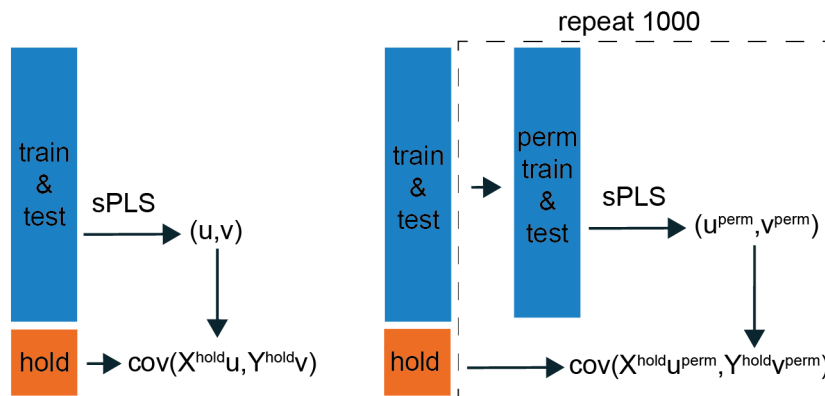 repeat 1000
train
&
test
sPLS
(u,v)
hold
cov(Xʰᵒˡᵈu,Yʰᵒˡᵈv)
train
&
test
perm
train
&
test
sPLS
(uᵖᵉʳᵐ,vᵖᵉʳᵐ)
hold
cov(Xʰᵒˡᵈuᵖᵉʳᵐ,Yʰᵒˡᵈvᵖᵉʳᵐ)